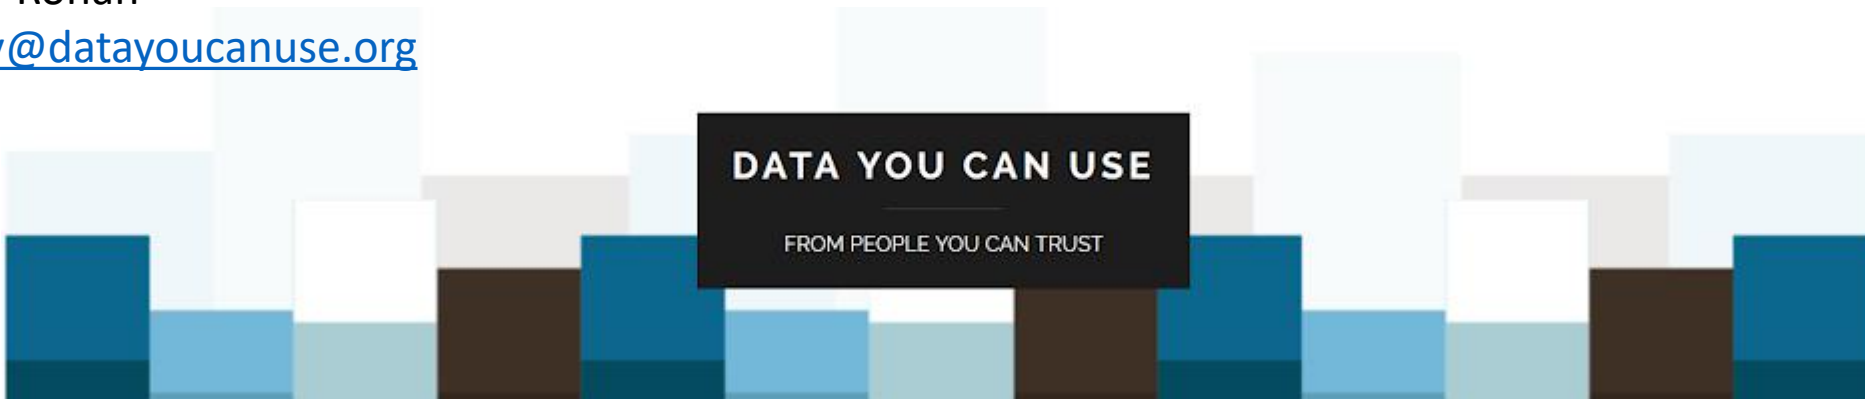 y@datayoucanuse.org
DATA YOU CAN USE
FROM PEOPLE YOU CAN TRUST